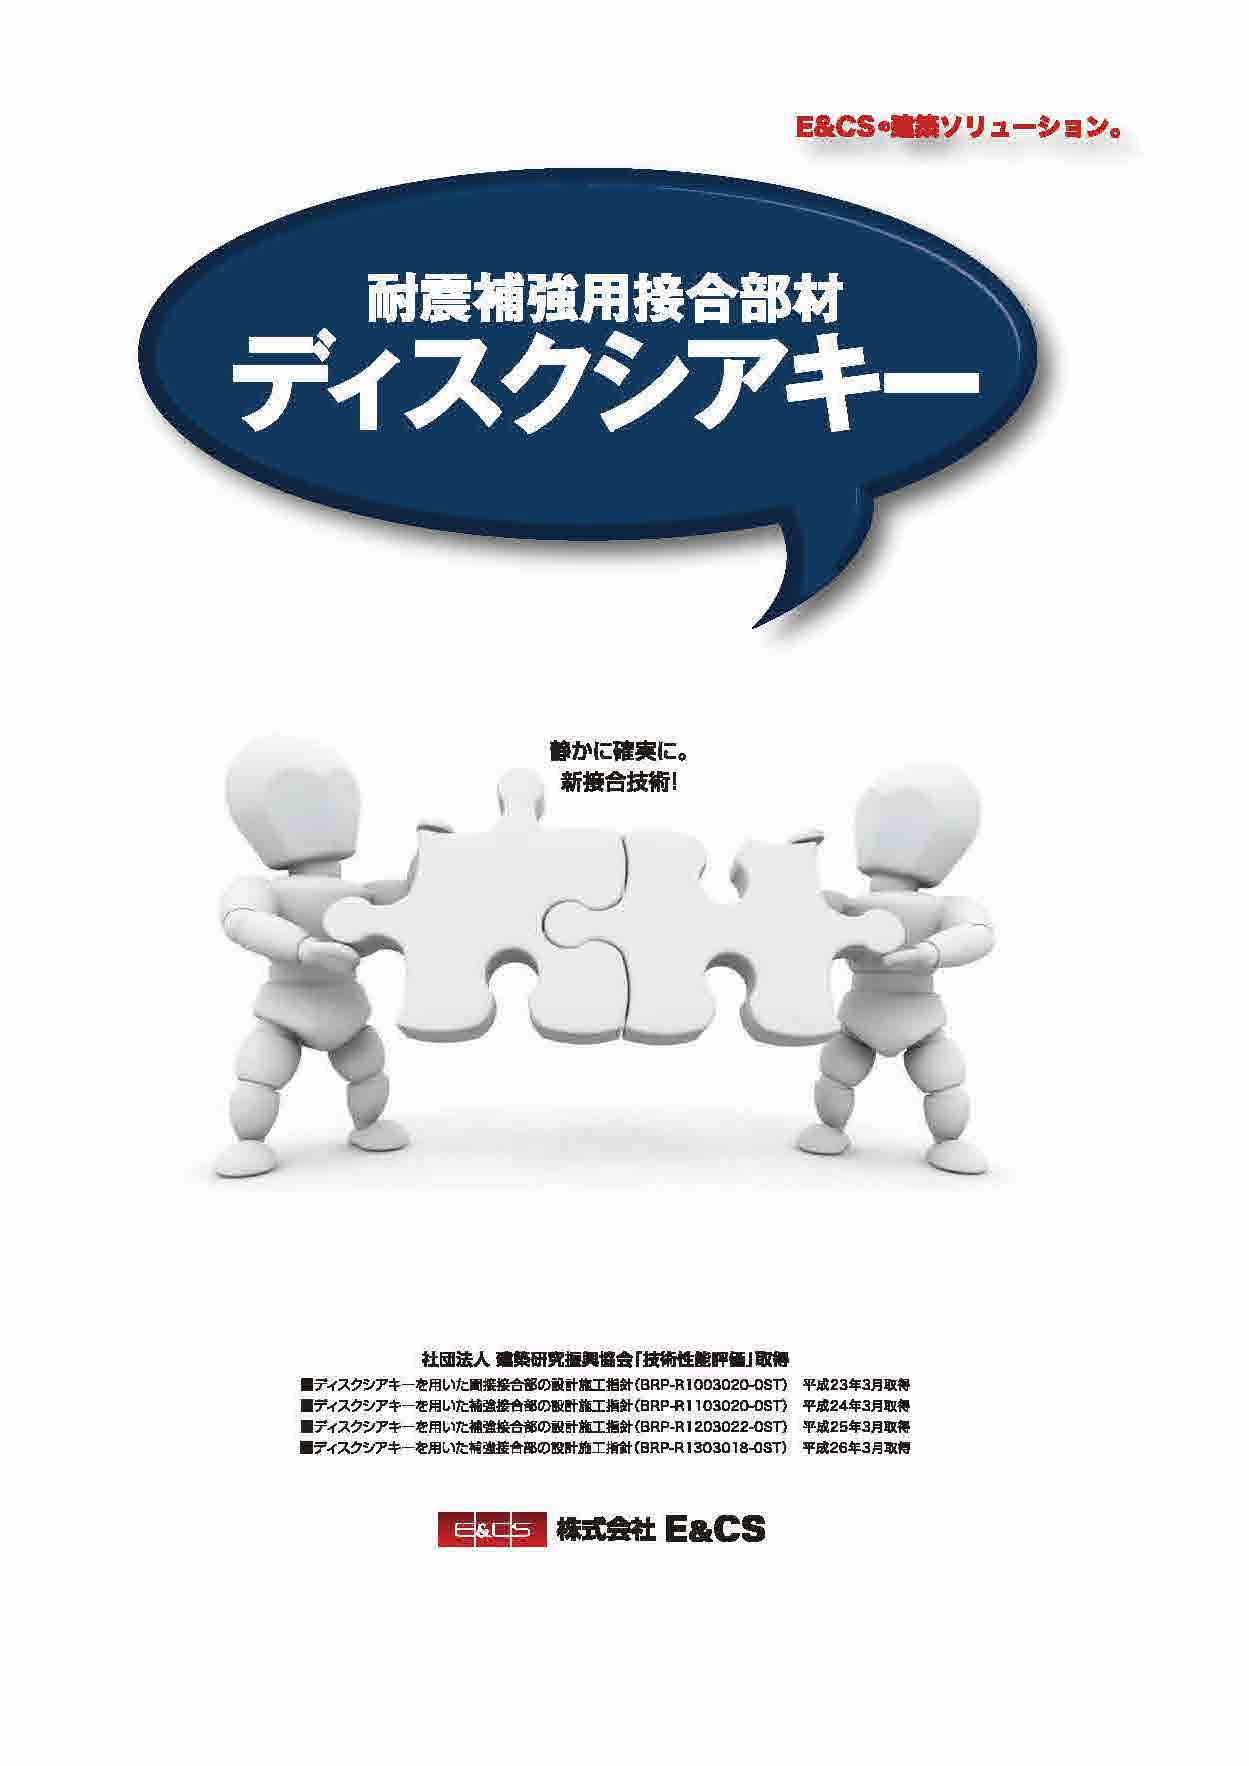 E&CSの建築ソリューション。
耐震補強用接合部材
ディスクシアキー
静かに確実に。
新接合技術!
社団法人 建築研究振興協会「技術性能評価」取得
■ディスクシアキーを用いた間接接合部の設計施工指針（BRP-R1003020-0ST） 平成23年3月取得
■ディスクシアキーを用いた補強接合部の設計施工指針（BRP-R1103020-0ST） 平成24年3月取得
■ディスクシアキーを用いた補強接合部の設計施工指針（BRP-R1203022-0ST） 平成25年3月取得
■ディスクシアキーを用いた補強接合部の設計施工指針（BRP-R1303018-0ST） 平成26年3月取得
E&CS 株式会社 E&CS